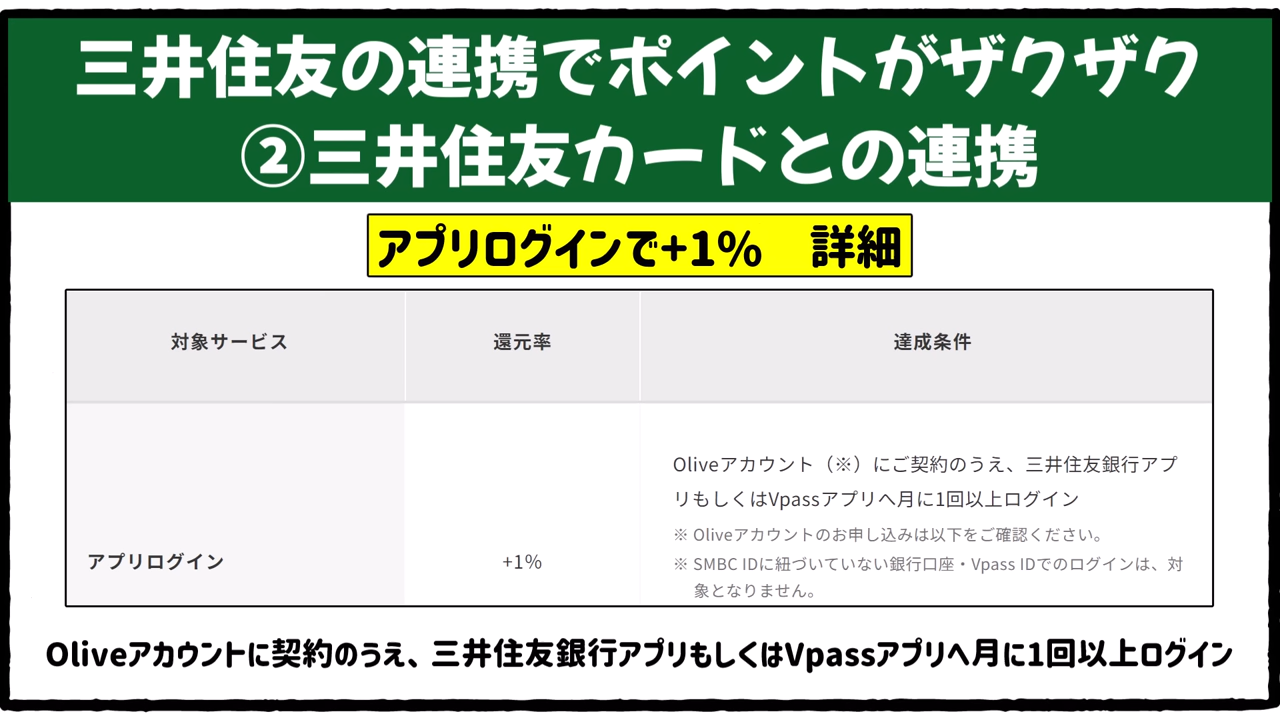 三井住友の連携でポイントがザクザク
②三井住友カードとの連携
アプリログインで+1%　詳細
対象サービス
還元率
達成条件
アプリログイン
+1%
Oliveアカウント（※）にご契約のうえ、三井住友銀行アプ
リもしくはVpassアプリへ月に1回以上ログイン
※ Oliveアカウントのお申し込みは以下をご確認ください。
※ SMBC IDに紐づいていない銀行口座・Vpass IDでのログインは、対
象となりません。
Oliveアカウントに契約のうえ、三井住友銀行アプリもしくはVpassアプリへ月に1回以上ログイン